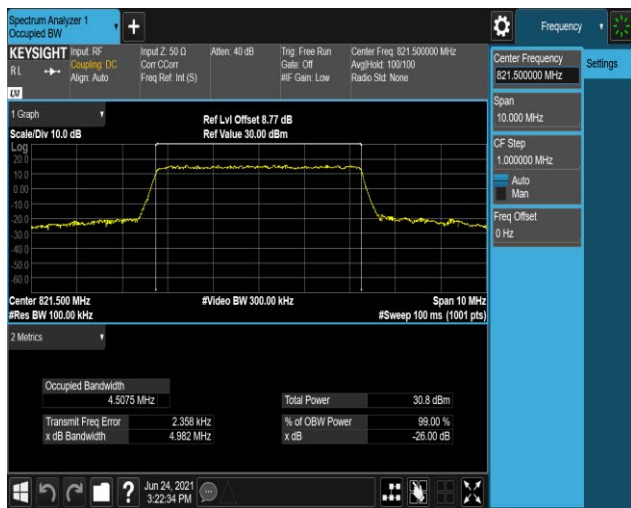 Spectrum Analyzer 1
Occupied BW
Frequency
KEYSIGHT
Input: RF
Input Z: 50 Ω
Atten: 40 dB
Trig: Free Run
Center Freq: 821.500000 MHz
RL
Coupling: DC
Corr CCorr
Gate: Off
Avg|Hold: 100/100
Align: Auto
Freq Ref: Int (S)
#IF Gain: Low
Radio Std: None
LXI
Center Frequency
821.500000 MHz
Settings
Span
10.000 MHz
CF Step
1.000000 MHz
Auto
Man
Freq Offset
0 Hz
1 Graph
Ref Lvl Offset 8.77 dB
Scale/Div 10.0 dB
Ref Value 30.00 dBm
Log
20.0
10.0
0.00
-10.0
-20.0
-30.0
-40.0
-50.0
-60.0
Center 821.500 MHz
#Video BW 300.00 kHz
Span 10 MHz
#Res BW 100.00 kHz
#Sweep 100 ms (1001 pts)
2 Metrics
Occupied Bandwidth
4.5075 MHz
Total Power
30.8 dBm
Transmit Freq Error
2.358 kHz
% of OBW Power
99.00 %
x dB Bandwidth
4.982 MHz
x dB
-26.00 dB
?
Jun 24, 2021
3:22:34 PM